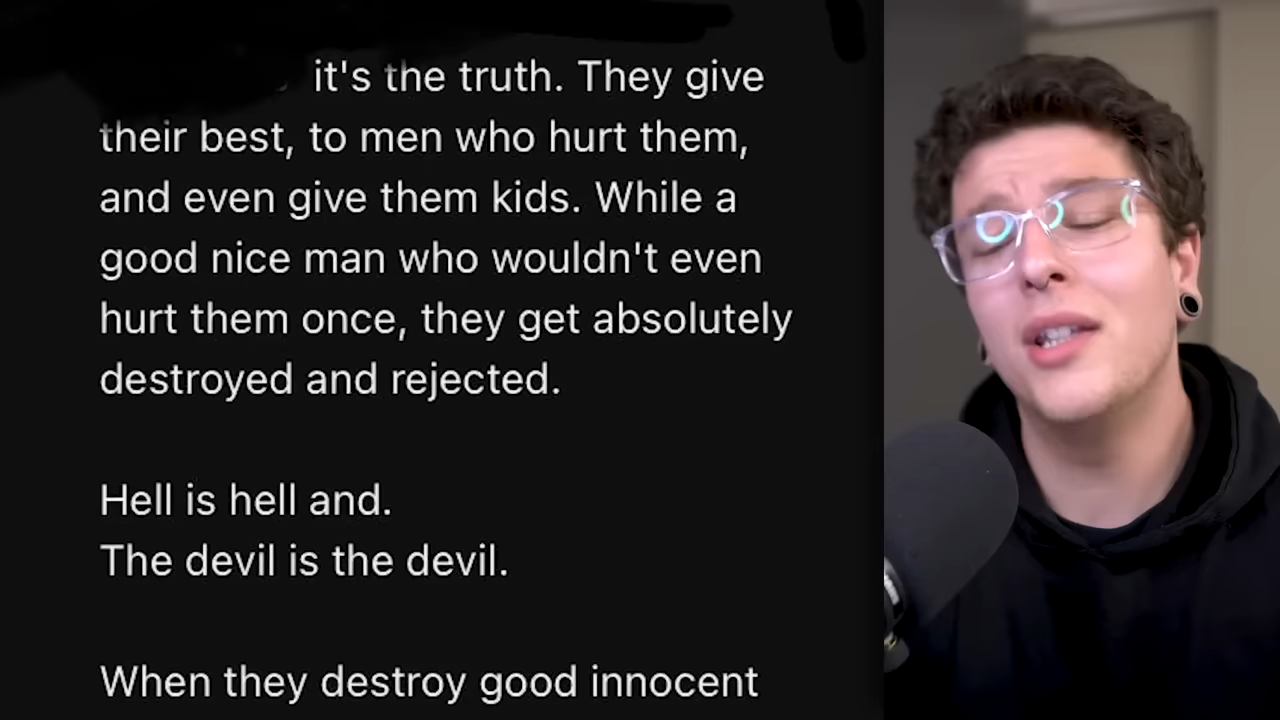 it's the truth. They give
their best, to men who hurt them,
and even give them kids. While a
good nice man who wouldn't even
hurt them once, they get absolutely
destroyed and rejected.
Hell is hell and.
The devil is the devil.
When they destroy good innocent